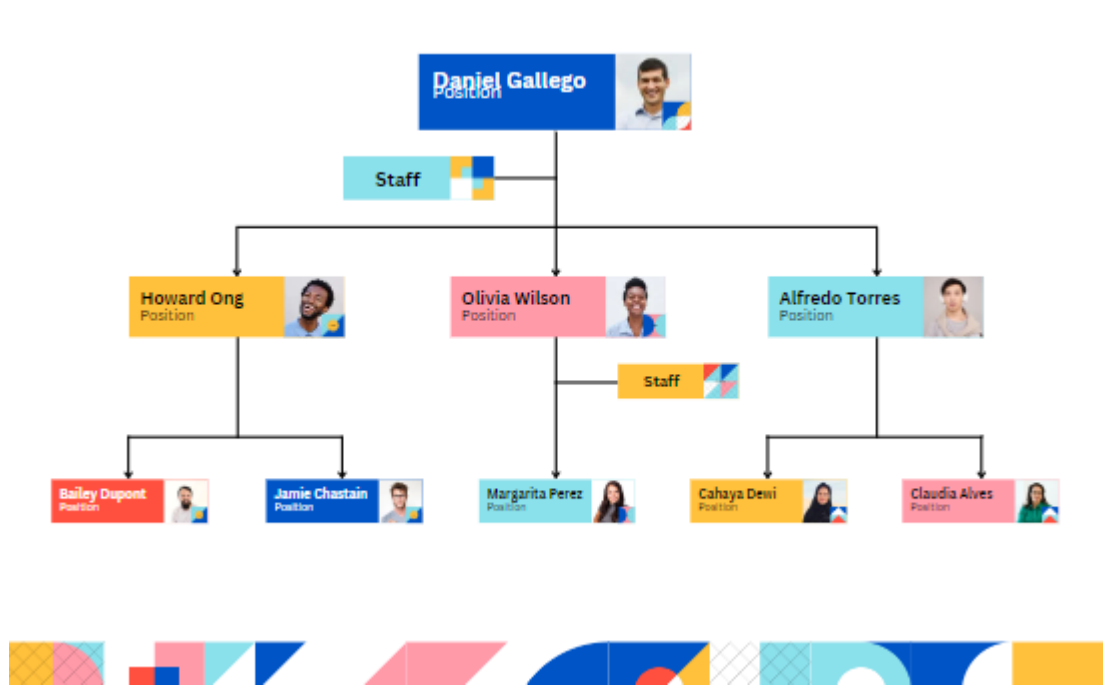 Daniel Gallego
Position
Staff
Howard Ong
Position
Olivia Wilson
Position
Alfredo Torres
Position
Staff
Bailey Dupont
Position
Jamie Chastain
Position
Margarita Perez
Position
Cahaya Dewi
Position
Claudia Alves
Position